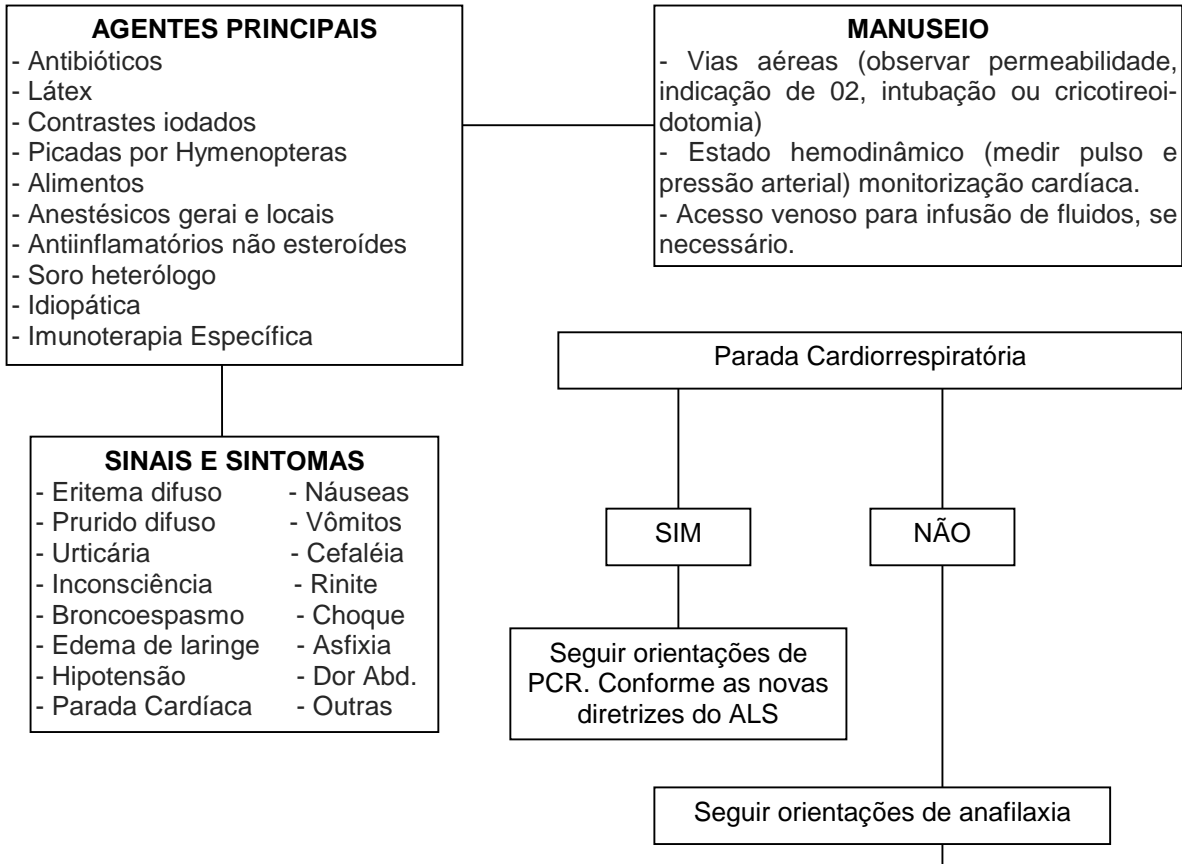 AGENTES PRINCIPAIS
- Antibióticos
- Látex
- Contrastes iodados
- Picadas por Hymenopteras
- Alimentos
- Anestésicos gerai e locais
- Antiinflamatórios não esteroídes
- Soro heterólogo
- Idiopática
- Imunoterapia Específica
MANUSEIO
- Vias aéreas (observar permeabilidade,
indicação de 02, intubação ou cricotireoi-
dotomia)
- Estado hemodinâmico (medir pulso e
pressão arterial) monitorização cardíaca.
- Acesso venoso para infusão de fluidos, se
necessário.
SINAIS E SINTOMAS
- Eritema difuso - Náuseas
- Prurido difuso - Vômitos
- Urticária - Cefaléia
- Inconsciência - Rinite
- Broncoespasmo - Choque
- Edema de laringe - Asfixia
- Hipotensão - Dor Abd.
- Parada Cardíaca - Outras
Parada Cardiorrespiratória
SIM NÃO
Seguir orientações de
PCR. Conforme as novas
diretrizes do ALS
Seguir orientações de anafilaxia